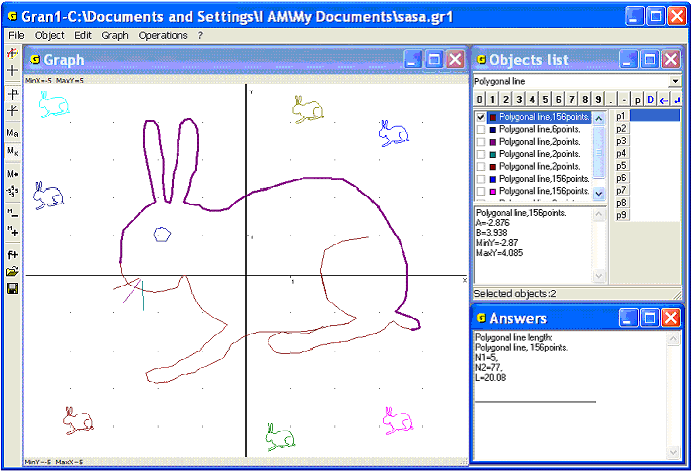 Gran1-C:\Documents and Settings\I AM\My Documents\sasa.gr1
File Object Edit Graph Operations ?
Graph
MinX=-5 MaxY=5
Y
1
1
X
MinY=-5 MaxX=5
Objects list
Polygonal line
0 1 2 3 4 5 6 7 8 9 . - p D
Polygonal line,156points. p1
Polygonal line,6points. p2
Polygonal line,2points. p3
Polygonal line,2points. p4
Polygonal line,2points. p5
Polygonal line,156points. p6
Polygonal line,156points. p7
p8
p9
Polygonal line,156points.
A=-2.876
B=3.938
MinY=-2.87
MaxY=4.085
Selected objects:2
Answers
Polygonal line length:
Polygonal line, 156points.
N1=5,
N2=77,
L=20.08